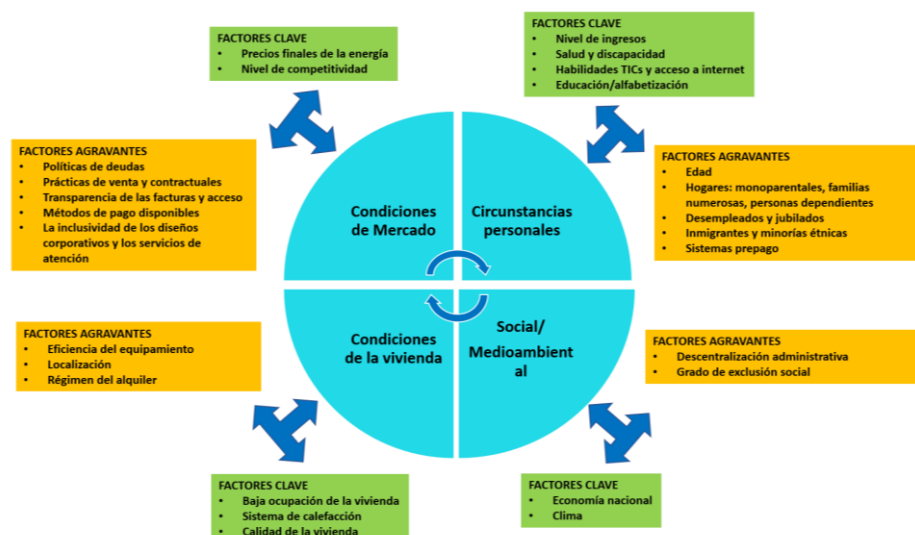 FACTORES CLAVE
• Precios finales de la energía
• Nivel de competitividad
FACTORES CLAVE
• Nivel de ingresos
• Salud y discapacidad
• Habilidades TICs y acceso a internet
• Educación/alfabetización
FACTORES AGRAVANTES
• Políticas de deudas
• Prácticas de venta y contractuales
• Transparencia de las facturas y acceso
• Métodos de pago disponibles
• La inclusividad de los diseños
corporativos y los servicios de
atención
FACTORES AGRAVANTES
• Edad
• Hogares: monoparentales, familias
numerosas, personas dependientes
• Desempleados y jubilados
• Inmigrantes y minorías étnicas
• Sistemas prepago
Condiciones
de Mercado
Circunstancias
personales
Condiciones
de la vivienda
Social/
Medioambient
al
FACTORES AGRAVANTES
• Eficiencia del equipamiento
• Localización
• Régimen del alquiler
FACTORES AGRAVANTES
• Descentralización administrativa
• Grado de exclusión social
FACTORES CLAVE
• Baja ocupación de la vivienda
• Sistema de calefacción
• Calidad de la vivienda
FACTORES CLAVE
• Economía nacional
• Clima